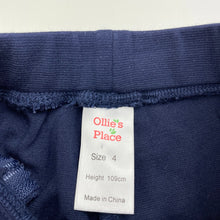 Ollie's
Place
Size 4
Height 109cm
Made in China